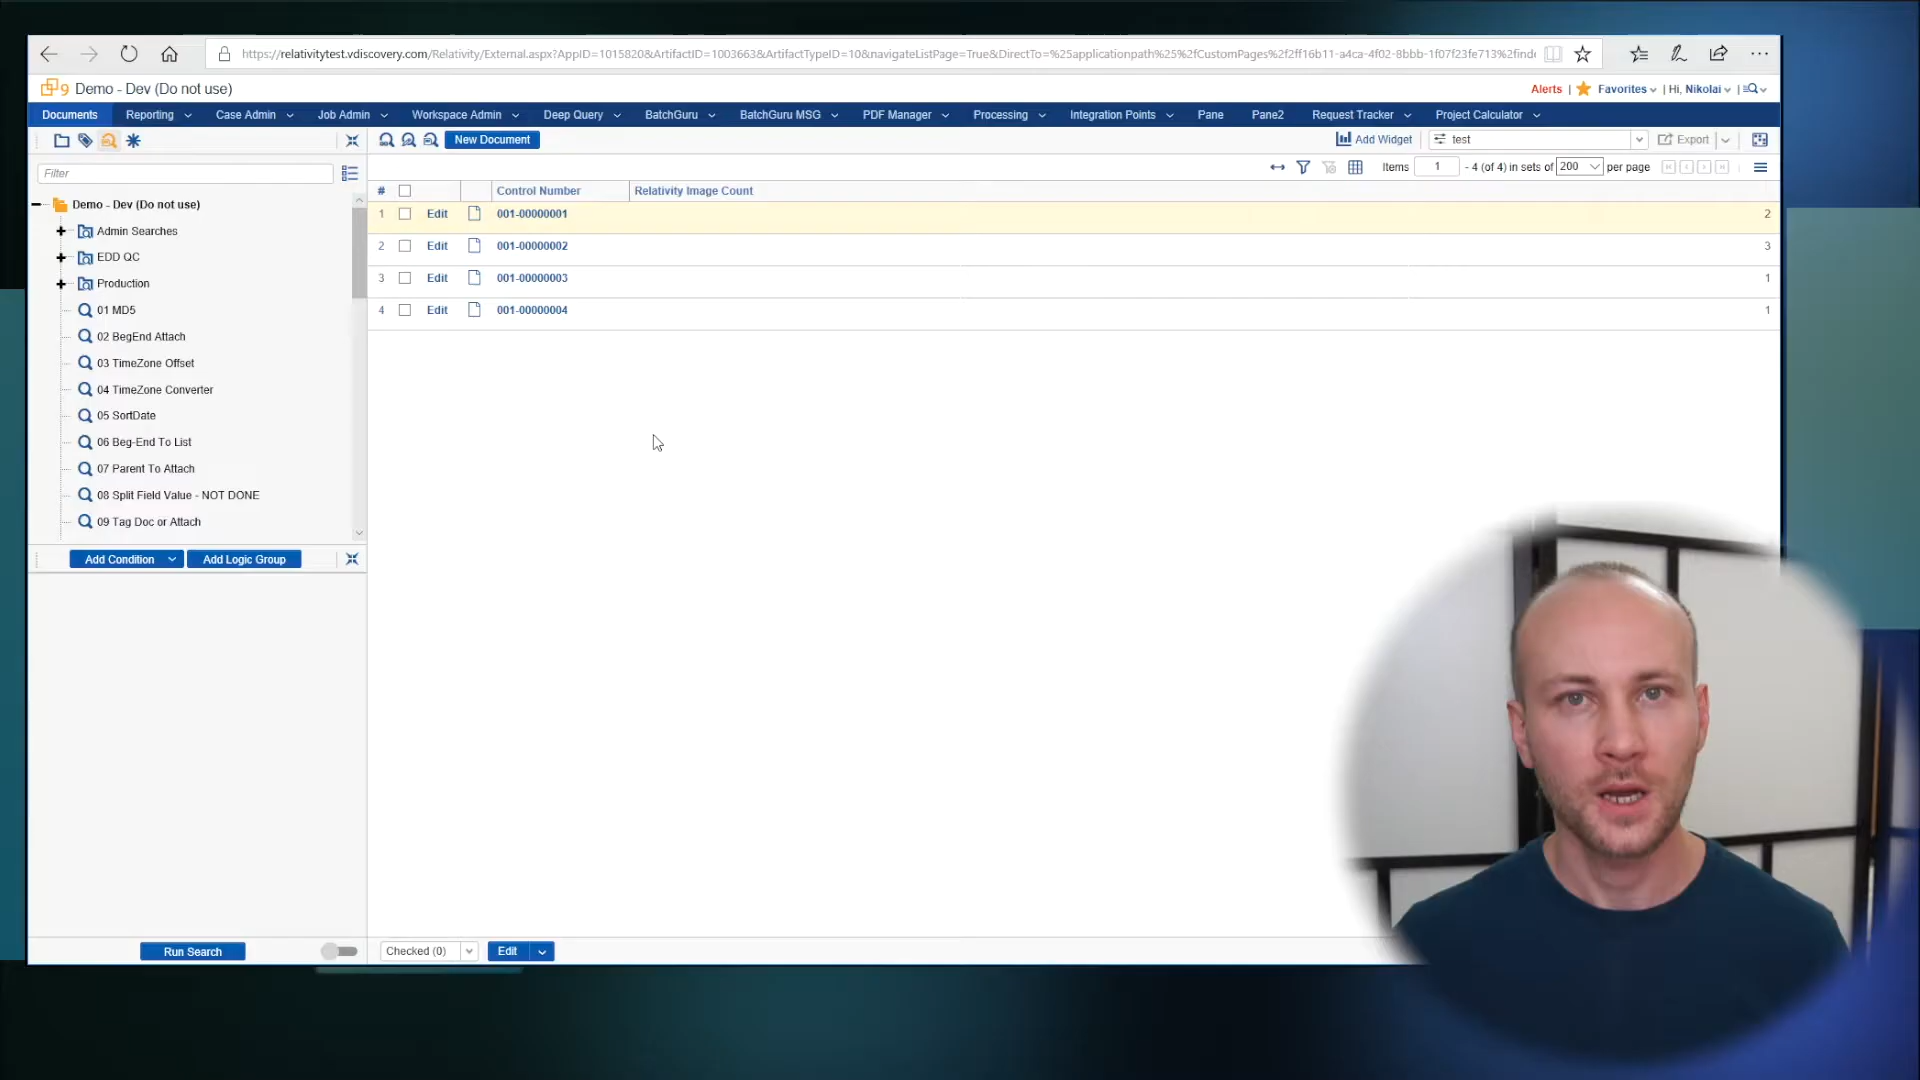 https://relativitytest.vdiscovery.com/Relativity/External.aspx?AppID=1015820&ArtifactID=1003663&ArtifactTypeID=10&navigateListPage=True&DirectTo=%25applicationpath%25%2fCustomPages%2f2ff16b11-a4ca-4f02-8bbb-1f07f23fe713%2finde
9 Demo - Dev (Do not use)
Alerts | Favorites | Hi, Nikolai |
Documents Reporting Case Admin Job Admin Workspace Admin Deep Query BatchGuru BatchGuru MSG PDF Manager Processing Integration Points Pane Pane2 Request Tracker Project Calculator
New Document Add Widget test Export
Filter
Items 1 - 4 (of 4) in sets of 200 per page
# Control Number Relativity Image Count
1 Edit 001-00000001 2
2 Edit 001-00000002 3
3 Edit 001-00000003 1
4 Edit 001-00000004 1
Demo - Dev (Do not use)
Admin Searches
EDD QC
Production
01 MD5
02 BegEnd Attach
03 TimeZone Offset
04 TimeZone Converter
05 SortDate
06 Beg-End To List
07 Parent To Attach
08 Split Field Value - NOT DONE
09 Tag Doc or Attach
Add Condition Add Logic Group
Run Search
Checked (0) Edit